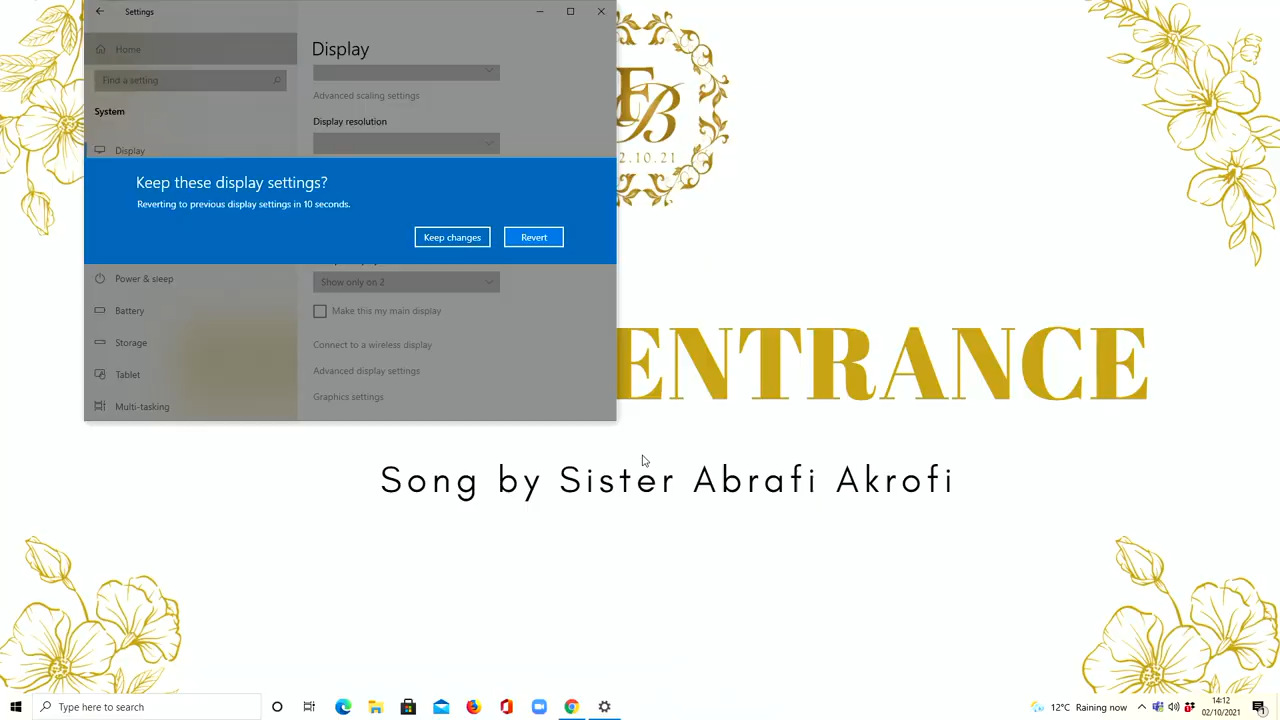 Settings
Home
Find a setting
System
Display
Power & sleep
Battery
Storage
Tablet
Multi-tasking
Display
Advanced scaling settings
Display resolution
Keep these display settings?
Reverting to previous display settings in 10 seconds.
Keep changes
Revert
Show only on 2
Make this my main display
Connect to a wireless display
Advanced display settings
Graphics settings
FB
2.10.21
ENTRANCE
Song by Sister Abrafi Akrofi
Type here to search
12°C Raining now
14:12
02/10/2021